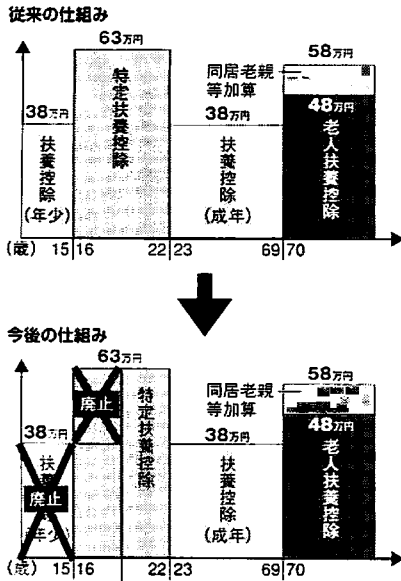 従来の仕組み
63万円
58万円
同居老親
等加算
38万円
特定扶養控除
38万円
48万円
扶養控除
(年少)
扶養控除
(成年)
老人扶養控除
(歳) 15 16 22 23 69 70
今後の仕組み
63万円
58万円
廃止
特定扶養控除
同居老親
等加算
38万円
38万円
48万円
廃止
扶養控除
(成年)
老人扶養控除
(歳) 15 16 22 23 69 70